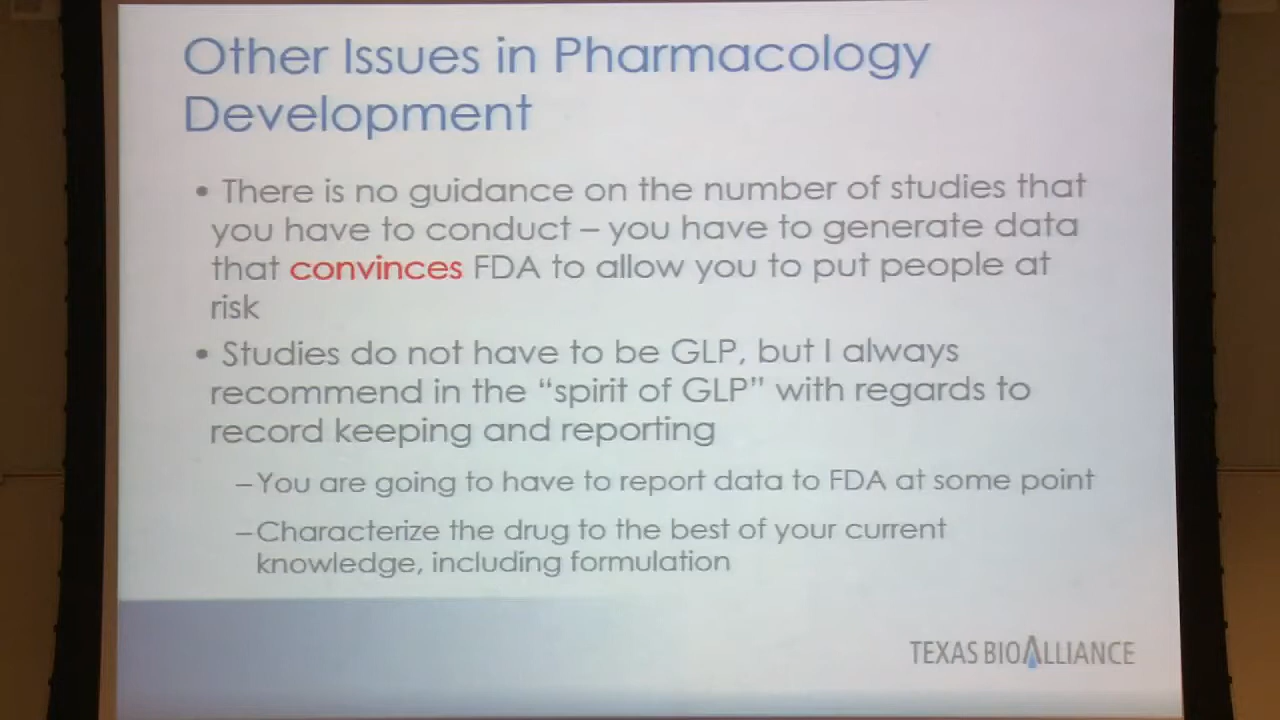 Other Issues in Pharmacology
Development
• There is no guidance on the number of studies that
you have to conduct – you have to generate data
that convinces FDA to allow you to put people at
risk
• Studies do not have to be GLP, but I always
recommend in the “spirit of GLP” with regards to
record keeping and reporting
–You are going to have to report data to FDA at some point
–Characterize the drug to the best of your current
knowledge, including formulation
TEXAS BIOALLIANCE